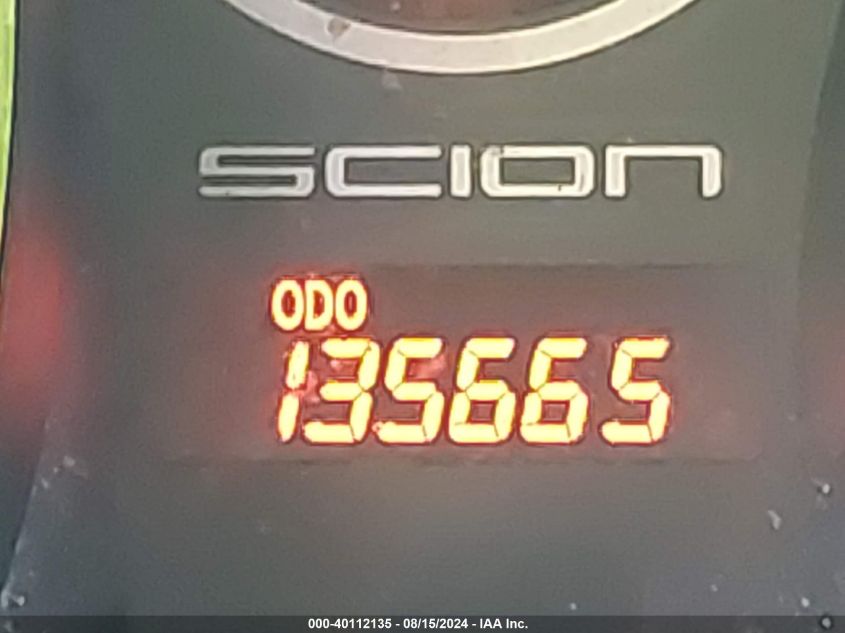 SCION
ODO
135665
000-40112135 - 08/15/2024 - IAA Inc.